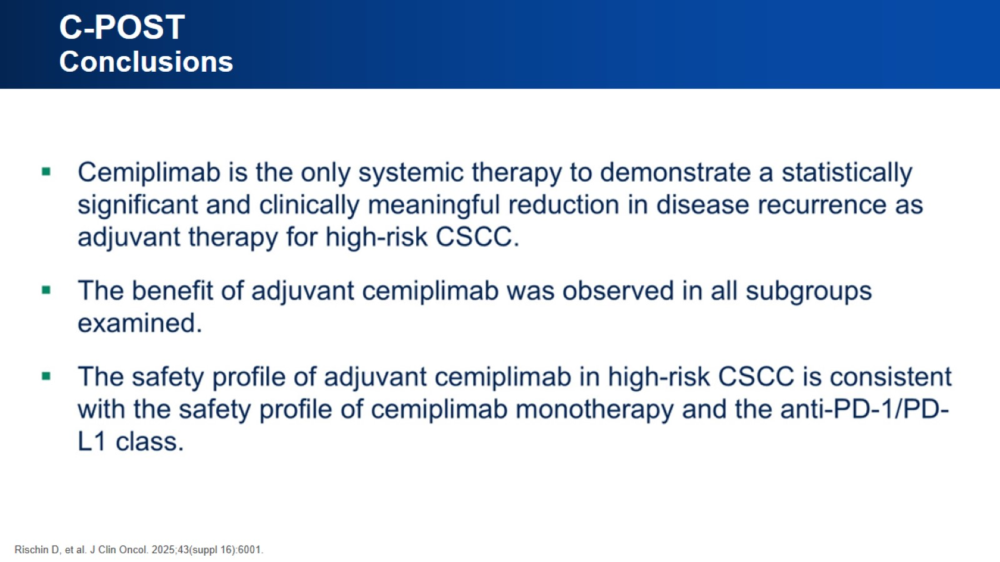 C-POST
Conclusions
Cemiplimab is the only systemic therapy to demonstrate a statistically
significant and clinically meaningful reduction in disease recurrence as
adjuvant therapy for high-risk CSCC.
The benefit of adjuvant cemiplimab was observed in all subgroups
examined.
The safety profile of adjuvant cemiplimab in high-risk CSCC is consistent
with the safety profile of cemiplimab monotherapy and the anti-PD-1/PD-
L1 class.
Rischin D, et al. J Clin Oncol. 2025;43(suppl 16):6001.